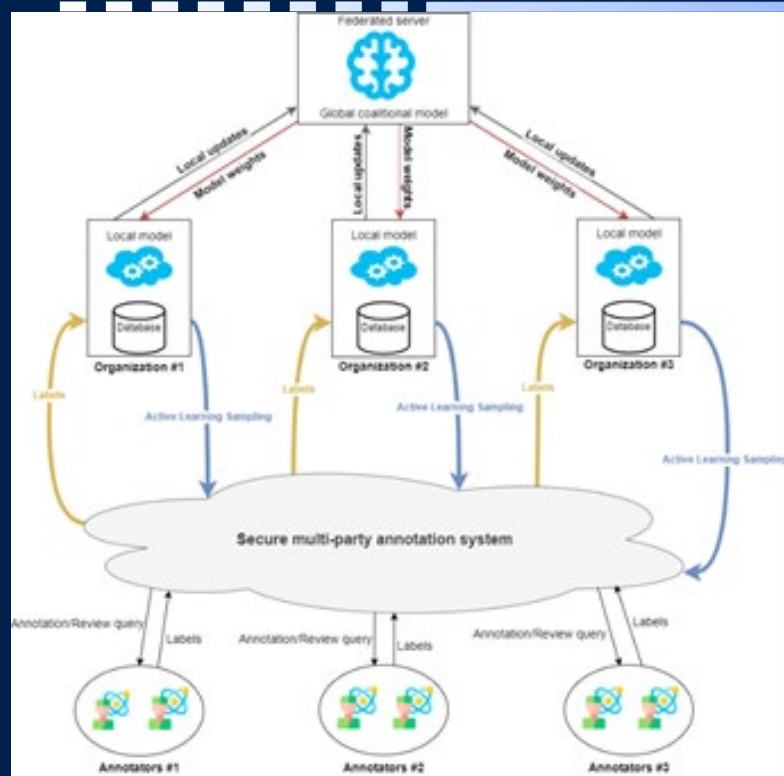 Federated server
Global coalitional model
Local updates
Model weights
Local updates
Model weights
Local updates
Model weights
Local model
Database
Organization #1
Local model
Database
Organization #2
Local model
Database
Organization #3
Labels
Active Learning Sampling
Labels
Active Learning Sampling
Labels
Active Learning Sampling
Secure multi-party annotation system
Annotation/Review query
Labels
Annotation/Review query
Labels
Annotation/Review query
Labels
Annotators #1
Annotators #2
Annotators #3